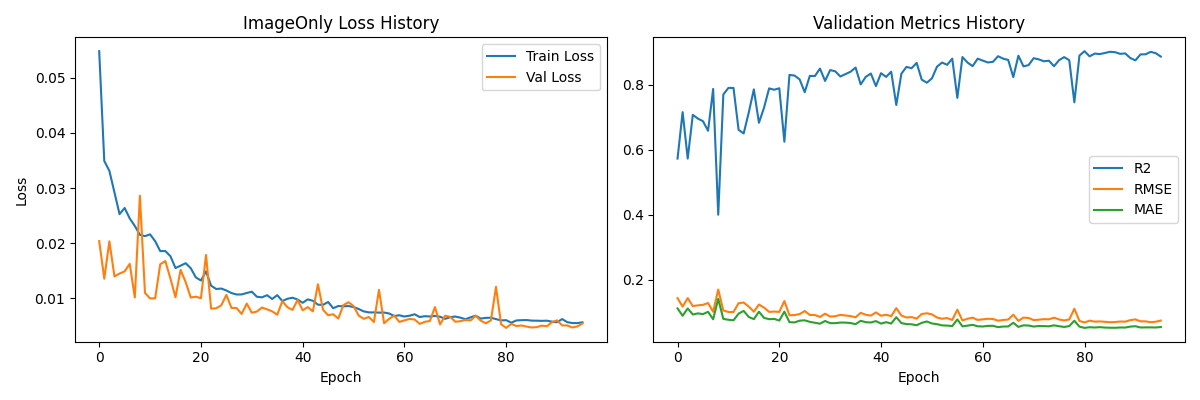 ImageOnly Loss History
Train Loss
Val Loss
0.05
0.04
0.03
0.02
0.01
Loss
0 20 40 60 80
Epoch
Validation Metrics History
0.8
0.6
0.4
0.2
R2
RMSE
MAE
0 20 40 60 80
Epoch